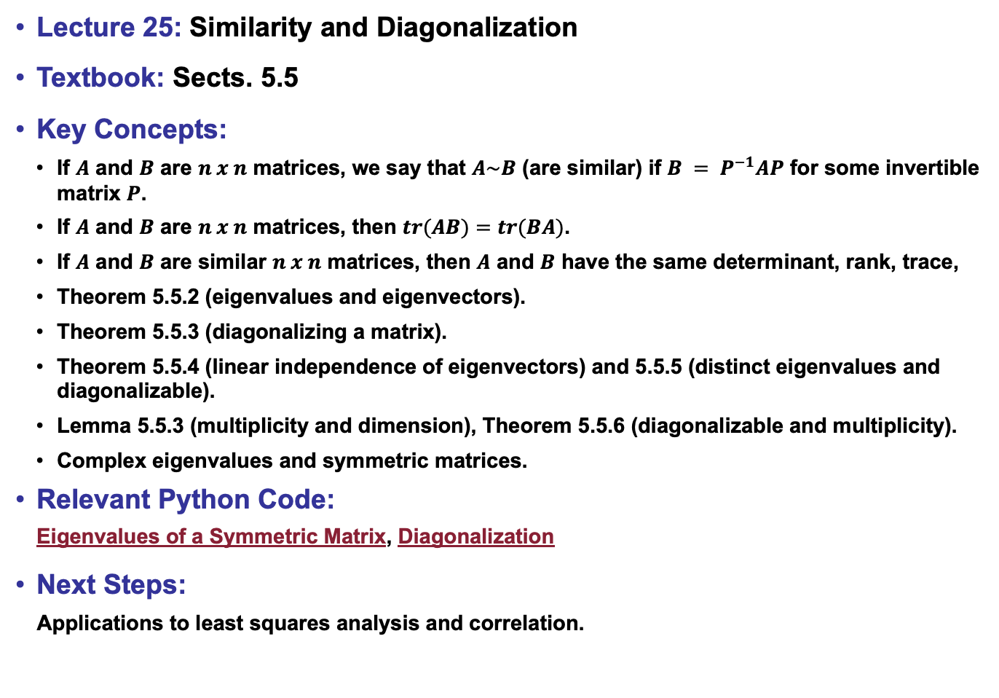 • Lecture 25: Similarity and Diagonalization
• Textbook: Sects. 5.5
• Key Concepts:
• If A and B are n x n matrices, we say that A~B (are similar) if B = P⁻¹AP for some invertible
matrix P.
• If A and B are n x n matrices, then tr(AB) = tr(BA).
• If A and B are similar n x n matrices, then A and B have the same determinant, rank, trace,
• Theorem 5.5.2 (eigenvalues and eigenvectors).
• Theorem 5.5.3 (diagonalizing a matrix).
• Theorem 5.5.4 (linear independence of eigenvectors) and 5.5.5 (distinct eigenvalues and
diagonalizable).
• Lemma 5.5.3 (multiplicity and dimension), Theorem 5.5.6 (diagonalizable and multiplicity).
• Complex eigenvalues and symmetric matrices.
• Relevant Python Code:
Eigenvalues of a Symmetric Matrix, Diagonalization
• Next Steps:
Applications to least squares analysis and correlation.